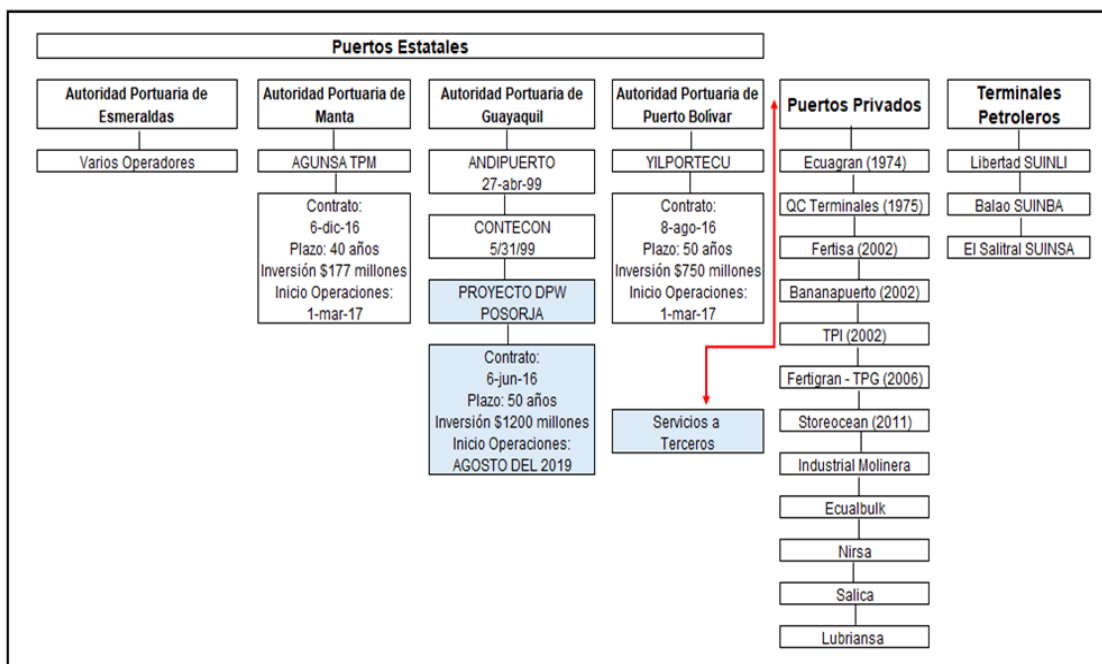 Puertos Estatales
Autoridad Portuaria de
Esmeraldas
Varios Operadores
Autoridad Portuaria de
Manta
AGUNSA TPM
Contrato:
6-dic-16
Plazo: 40 años
Inversión $177 millones
Inicio Operaciones:
1-mar-17
Autoridad Portuaria de
Guayaquil
ANDIPUERTO
27-abr-99
CONTECON
5/31/99
PROYECTO DPW
POSORJA
Contrato:
6-jun-16
Plazo: 50 años
Inversión $1200 millones
Inicio Operaciones:
AGOSTO DEL 2019
Autoridad Portuaria de
Puerto Bolívar
YILPORTECU
Contrato:
8-ago-16
Plazo: 50 años
Inversión $750 millones
Inicio Operaciones:
1-mar-17
Servicios a
Terceros
Puertos Privados
Ecuagran (1974)
QC Terminales (1975)
Fertisa (2002)
Bananapuerto (2002)
TPI (2002)
Fertigran - TPG (2006)
Storeocean (2011)
Industrial Molinera
Ecualbulk
Nirsa
Salica
Lubriansa
Terminales
Petroleros
Libertad SUINLI
Balao SUINBA
El Salitral SUINSA